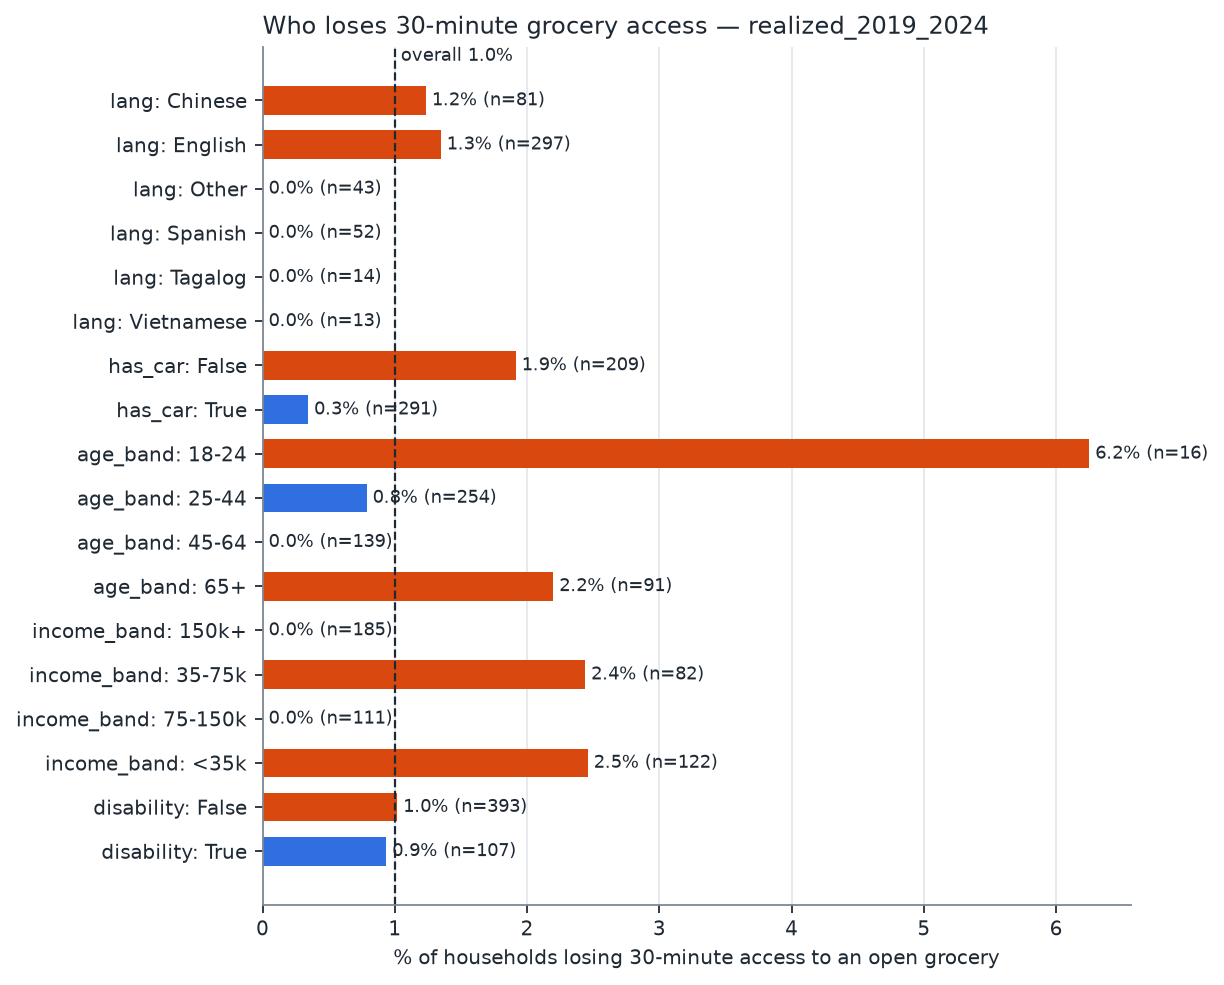 Who loses 30-minute grocery access — realized_2019_2024
overall 1.0%
lang: Chinese 1.2% (n=81)
lang: English 1.3% (n=297)
lang: Other 0.0% (n=43)
lang: Spanish 0.0% (n=52)
lang: Tagalog 0.0% (n=14)
lang: Vietnamese 0.0% (n=13)
has_car: False 1.9% (n=209)
has_car: True 0.3% (n=291)
age_band: 18-24 6.2% (n=16)
age_band: 25-44 0.8% (n=254)
age_band: 45-64 0.0% (n=139)
age_band: 65+ 2.2% (n=91)
income_band: 150k+ 0.0% (n=185)
income_band: 35-75k 2.4% (n=82)
income_band: 75-150k 0.0% (n=111)
income_band: <35k 2.5% (n=122)
disability: False 1.0% (n=393)
disability: True 0.9% (n=107)
0 1 2 3 4 5 6
% of households losing 30-minute access to an open grocery